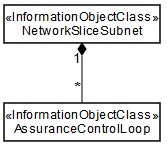 «InformationObjectClass»
NetworkSliceSubnet
1
*
«InformationObjectClass»
AssuranceControlLoop